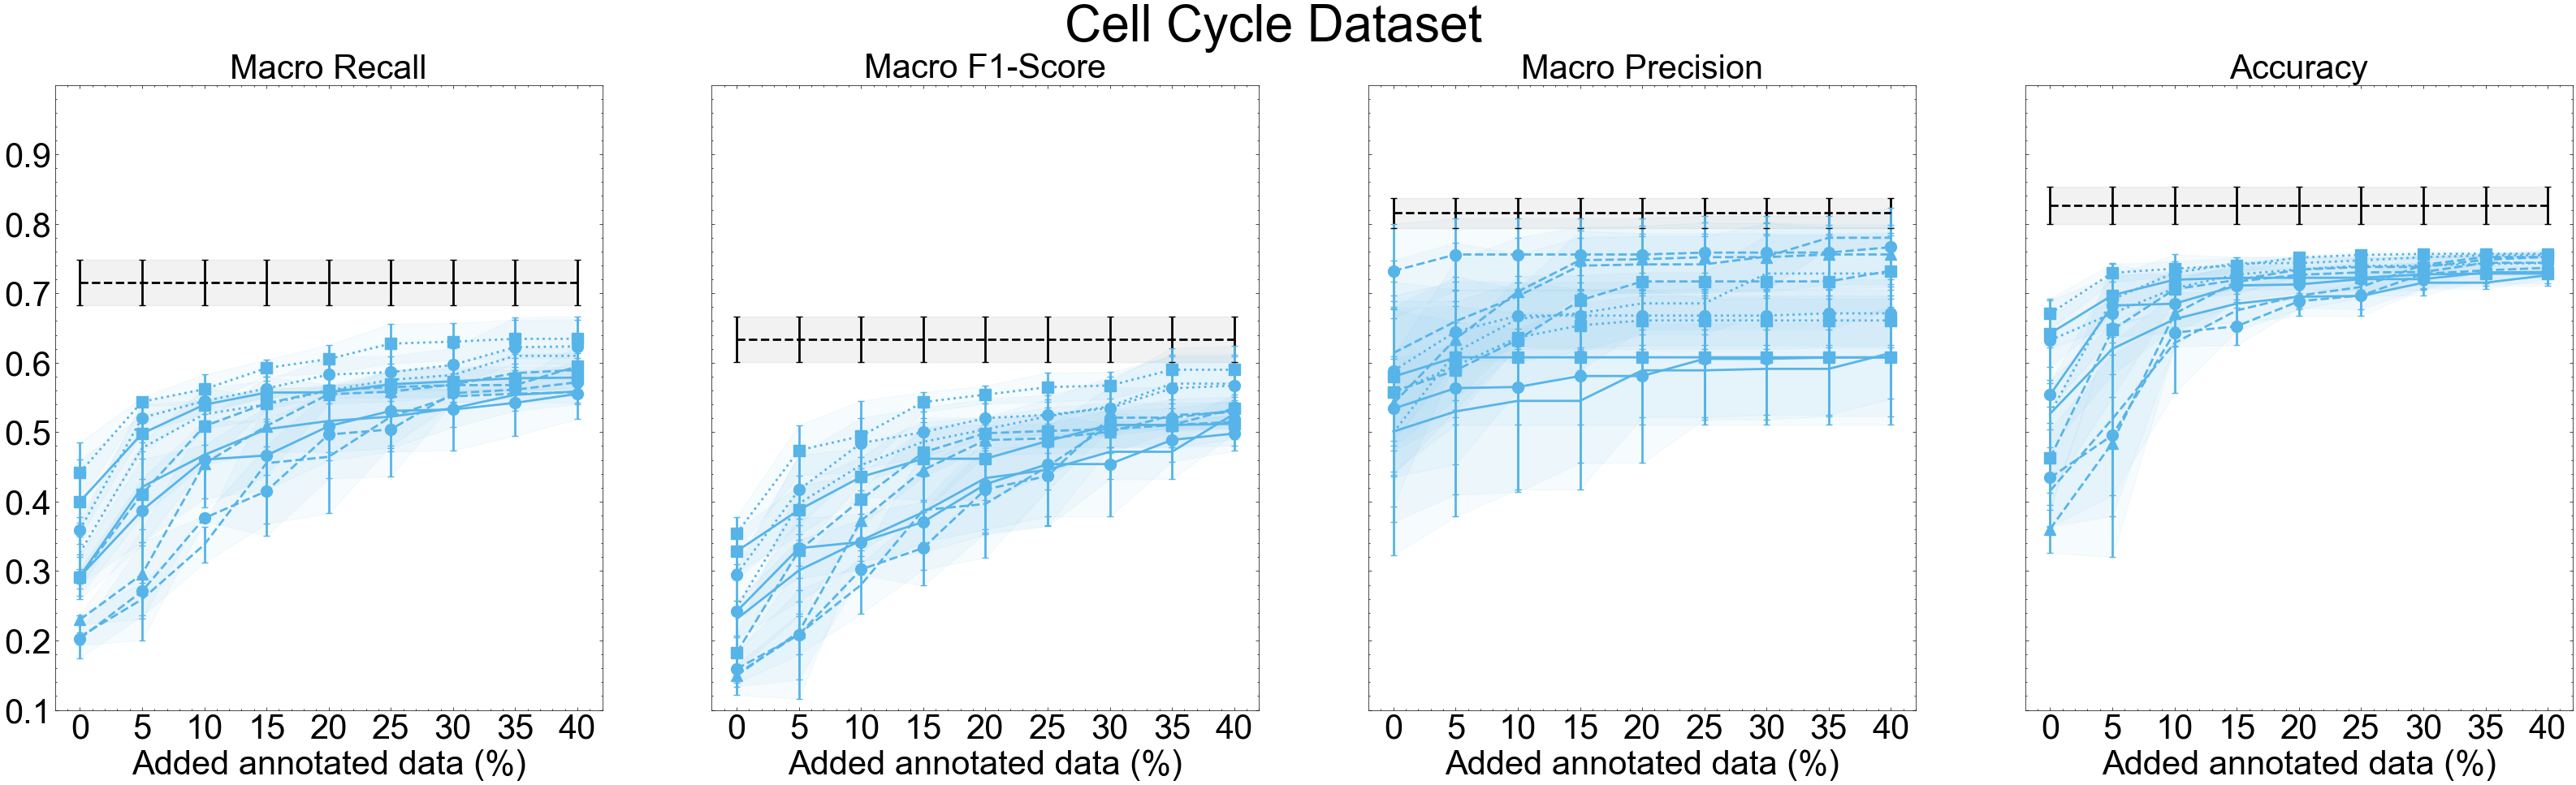 Cell Cycle Dataset
Macro Recall
Macro F1-Score
Macro Precision
Accuracy
0.9
0.8
0.7
0.6
0.5
0.4
0.3
0.2
0.1
0 5 10 15 20 25 30 35 40
0 5 10 15 20 25 30 35 40
0 5 10 15 20 25 30 35 40
0 5 10 15 20 25 30 35 40
Added annotated data (%)
Added annotated data (%)
Added annotated data (%)
Added annotated data (%)